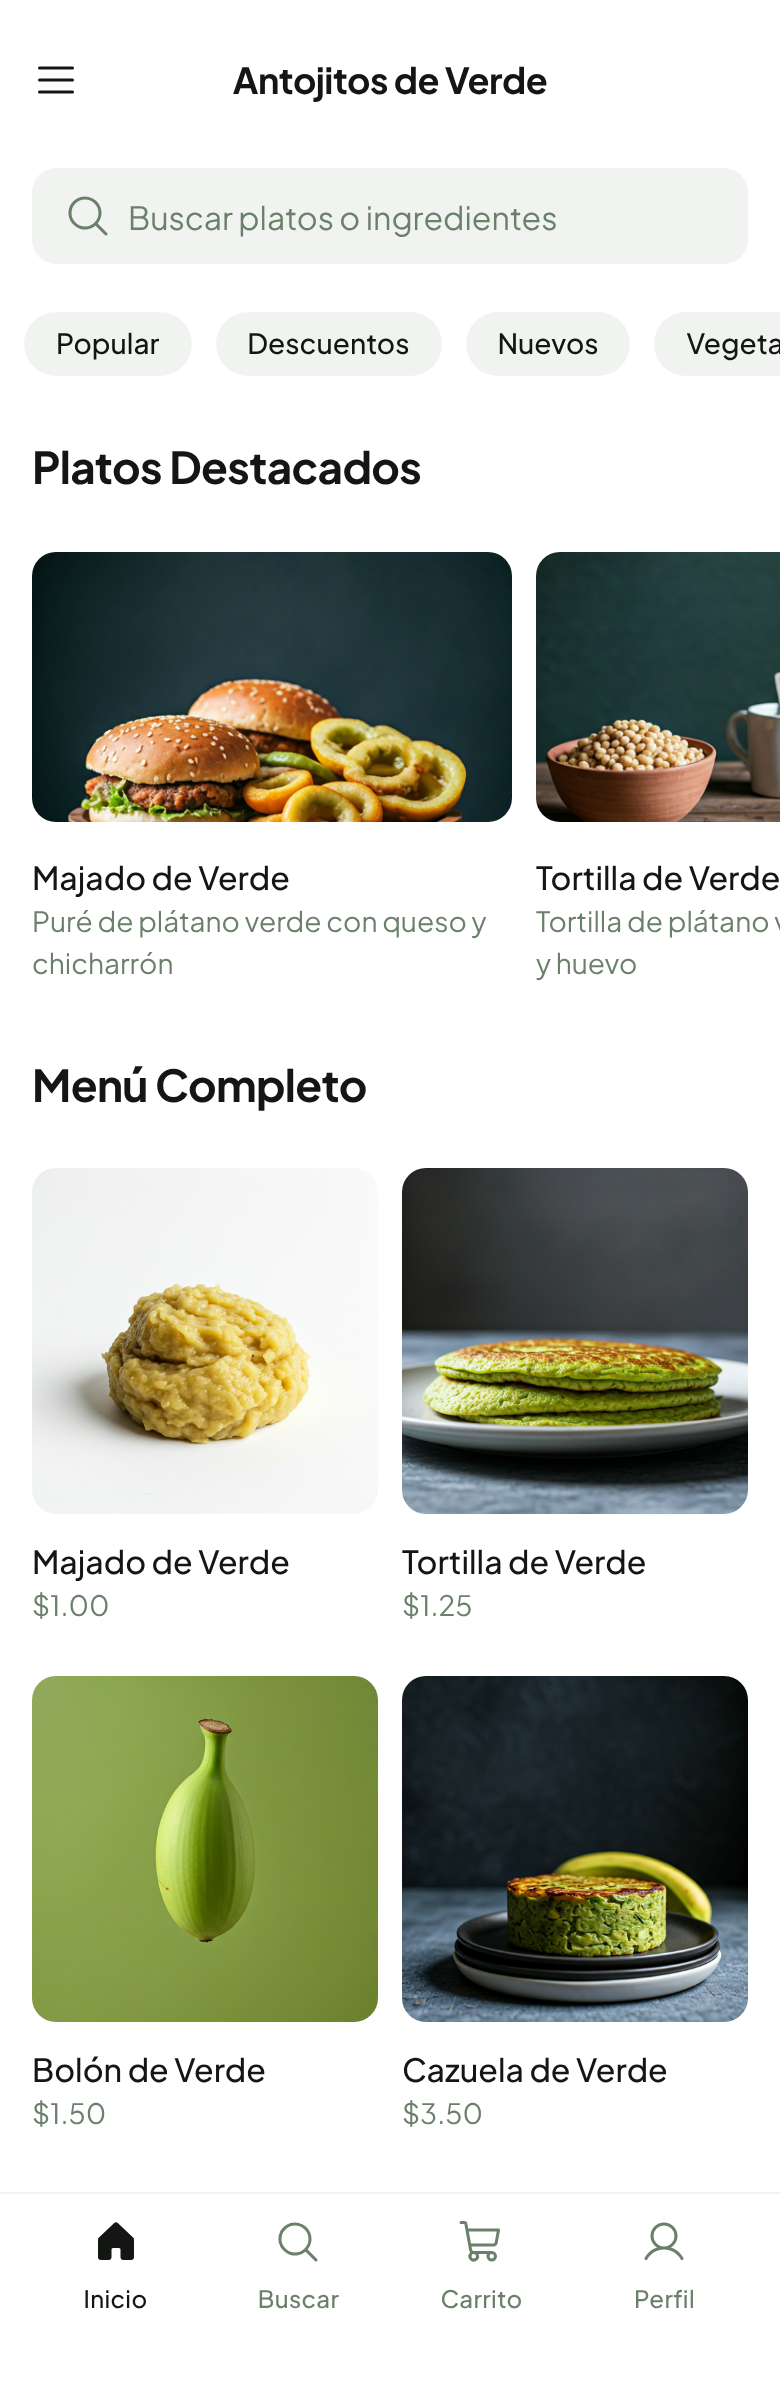 Antojitos de Verde
Buscar platos o ingredientes
Popular
Descuentos
Nuevos
Vegeta
Platos Destacados
Majado de Verde
Puré de plátano verde con queso y
chicharrón
Tortilla de Verde
Tortilla de plátano
y huevo
Menú Completo
Majado de Verde
$1.00
Tortilla de Verde
$1.25
Bolón de Verde
$1.50
Cazuela de Verde
$3.50
Inicio
Buscar
Carrito
Perfil